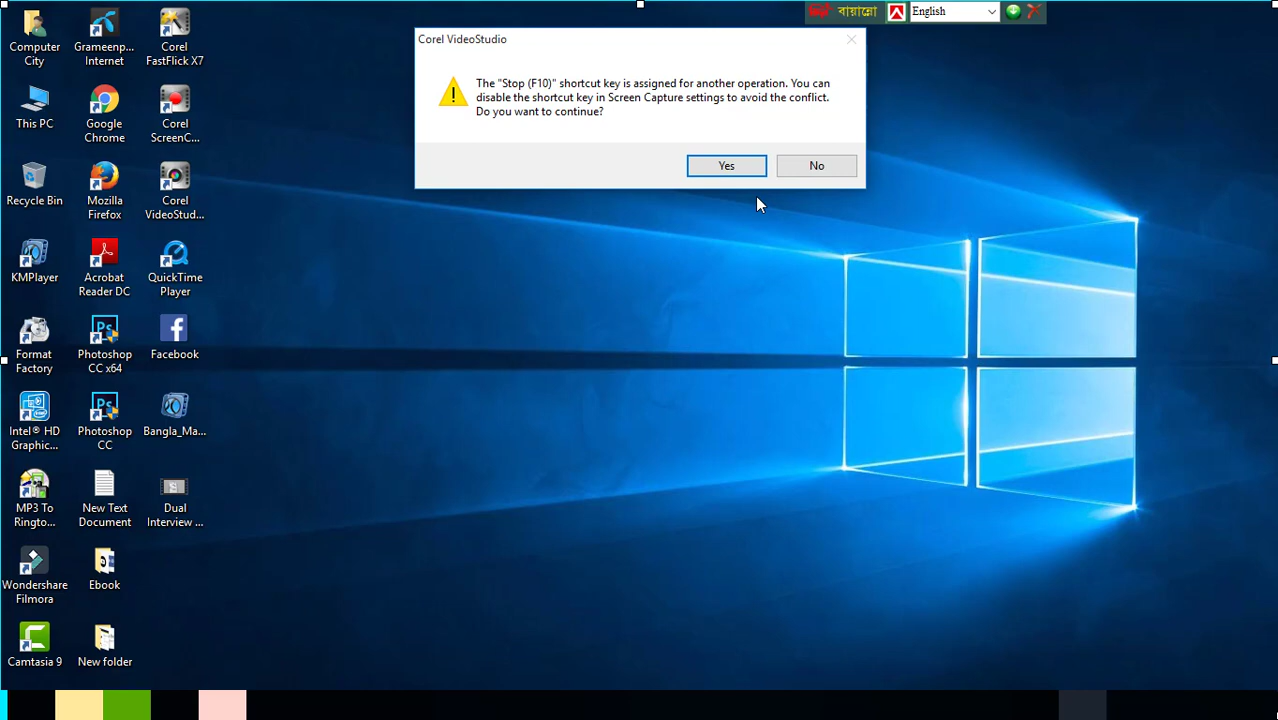 বায়ান্নো
English
Corel VideoStudio
The "Stop (F10)" shortcut key is assigned for another operation. You can
disable the shortcut key in Screen Capture settings to avoid the conflict.
Do you want to continue?
Yes
No
Computer
City
Grameenp...
Internet
Corel
FastFlick X7
This PC
Google
Chrome
Corel
ScreenC...
Recycle Bin
Mozilla
Firefox
Corel
VideoStud...
KMPlayer
Acrobat
Reader DC
QuickTime
Player
Format
Factory
Photoshop
CC x64
Facebook
Intel® HD
Graphic...
Photoshop
CC
Bangla_Ma...
MP3 To
Ringto...
New Text
Document
Dual
Interview ...
Wondershare
Filmora
Ebook
Camtasia 9
New folder